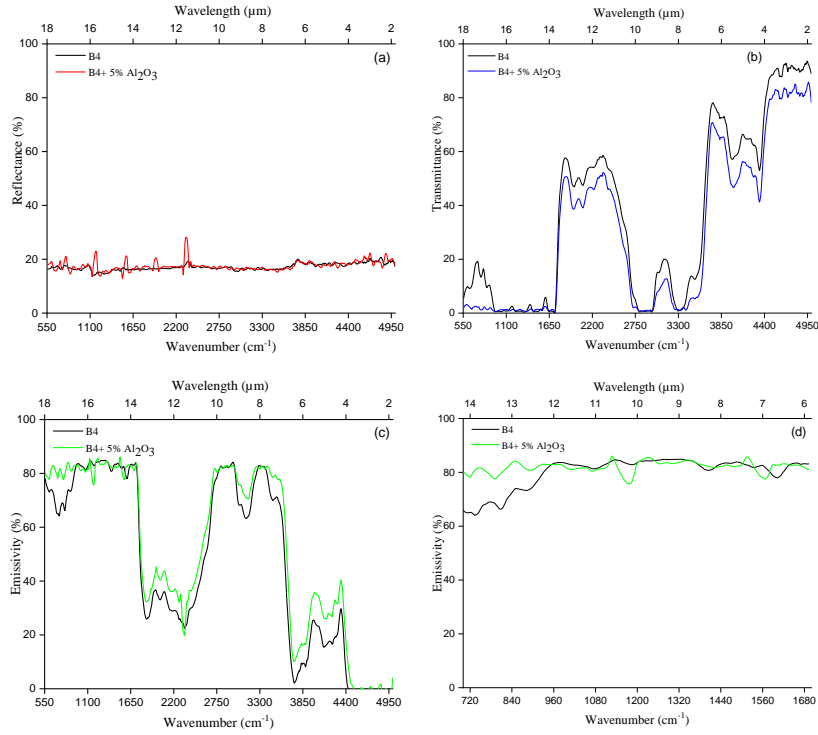 Wavelength (µm)
18 16 14 12 10 8 6 4 2
(a)
B4
B4+ 5% Al2O3
Reflectance (%)
100
80
60
40
20
0
550 1100 1650 2200 2750 3300 3850 4400 4950
Wavenumber (cm-1)
Wavelength (µm)
18 16 14 12 10 8 6 4 2
(b)
B4
B4+ 5% Al2O3
Transmittance (%)
100
80
60
40
20
0
550 1100 1650 2200 2750 3300 3850 4400 4950
Wavenumber (cm-1)
Wavelength (µm)
18 16 14 12 10 8 6 4 2
(c)
B4
B4+ 5% Al2O3
Emissivity (%)
100
80
60
40
20
0
550 1100 1650 2200 2750 3300 3850 4400 4950
Wavenumber (cm-1)
Wavelength (µm)
14 13 12 11 10 9 8 7 6
(d)
B4
B4+ 5% Al2O3
Emissivity (%)
100
80
60
40
20
0
720 840 960 1080 1200 1320 1440 1560 1680
Wavenumber (cm-1)